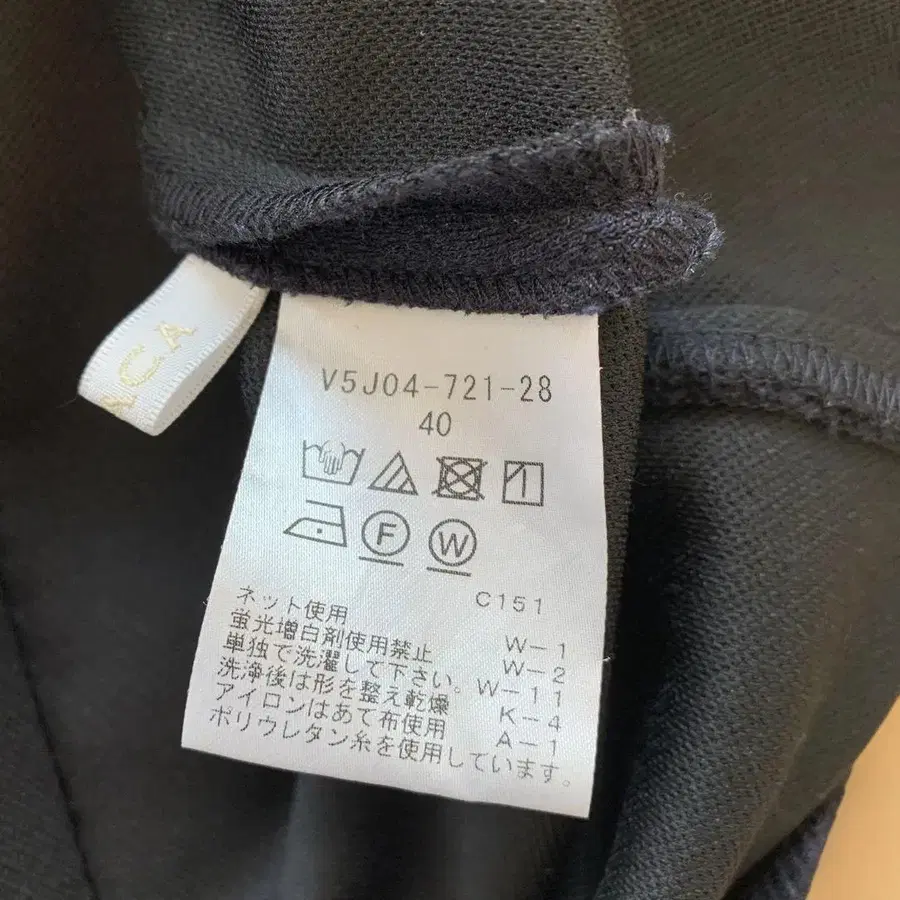 ACA
V5J04-721-28
40
F W
C151
ネット使用 W-1
蛍光増白剤使用禁止 W-2
単独で洗濯して下さい。 W-11
洗浄後は形を整え乾燥 K-4
アイロンはあて布使用 A-1
ポリウレタン糸を使用しています。